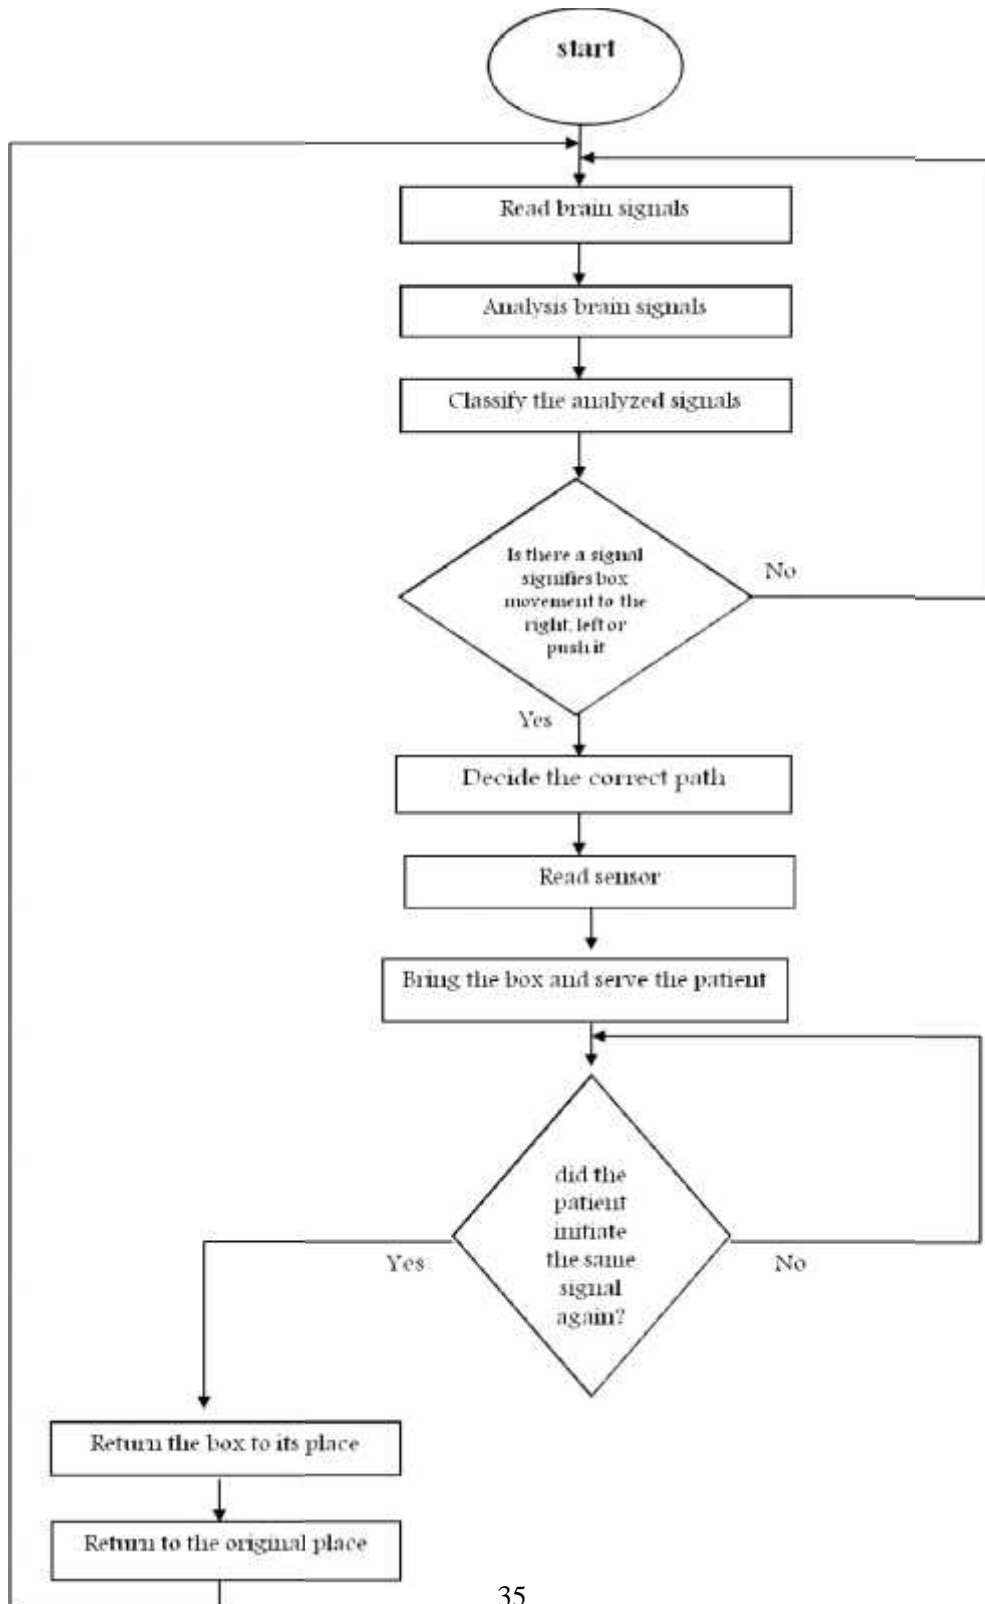 start
Read brain signals
Analysis brain signals
Classify the analyzed signals
Is there a signal
signifies box
movement to the
right, left or
push it
No
Yes
Decide the correct path
Read sensor
Bring the box and serve the patient
did the
patient
initiate
the same
signal
again?
Yes
No
Return the box to its place
Return to the original place
35